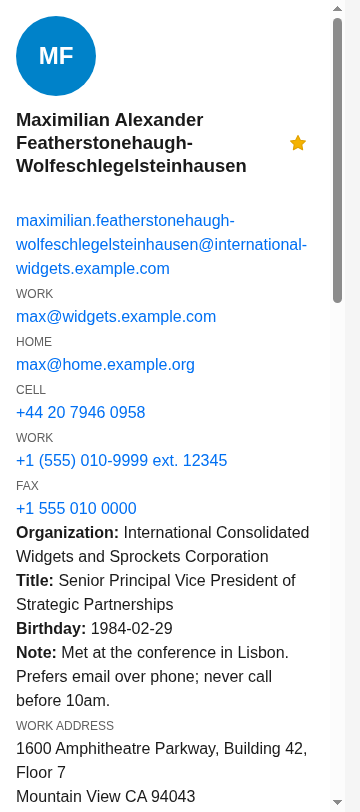 MF
Maximilian Alexander
Featherstonehaugh-
Wolfeschlegelsteinhausen
maximilian.featherstonehaugh-
wolfeschlegelsteinhausen@international-
widgets.example.com
WORK
max@widgets.example.com
HOME
max@home.example.org
CELL
+44 20 7946 0958
WORK
+1 (555) 010-9999 ext. 12345
FAX
+1 555 010 0000
Organization: International Consolidated
Widgets and Sprockets Corporation
Title: Senior Principal Vice President of
Strategic Partnerships
Birthday: 1984-02-29
Note: Met at the conference in Lisbon.
Prefers email over phone; never call
before 10am.
WORK ADDRESS
1600 Amphitheatre Parkway, Building 42,
Floor 7
Mountain View CA 94043